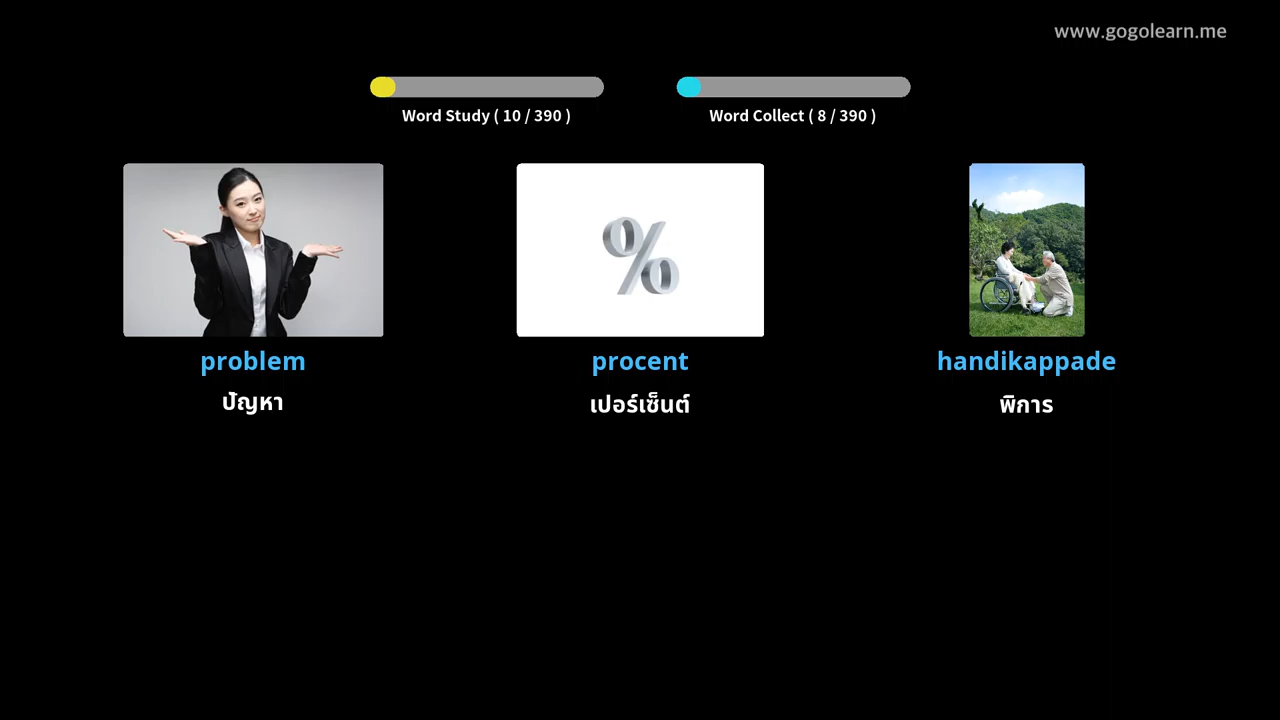 www.gogolearn.me
Word Study ( 10 / 390 )
Word Collect ( 8 / 390 )
problem
procent
handikappade
ปัญหา
เปอร์เซ็นต์
พิการ